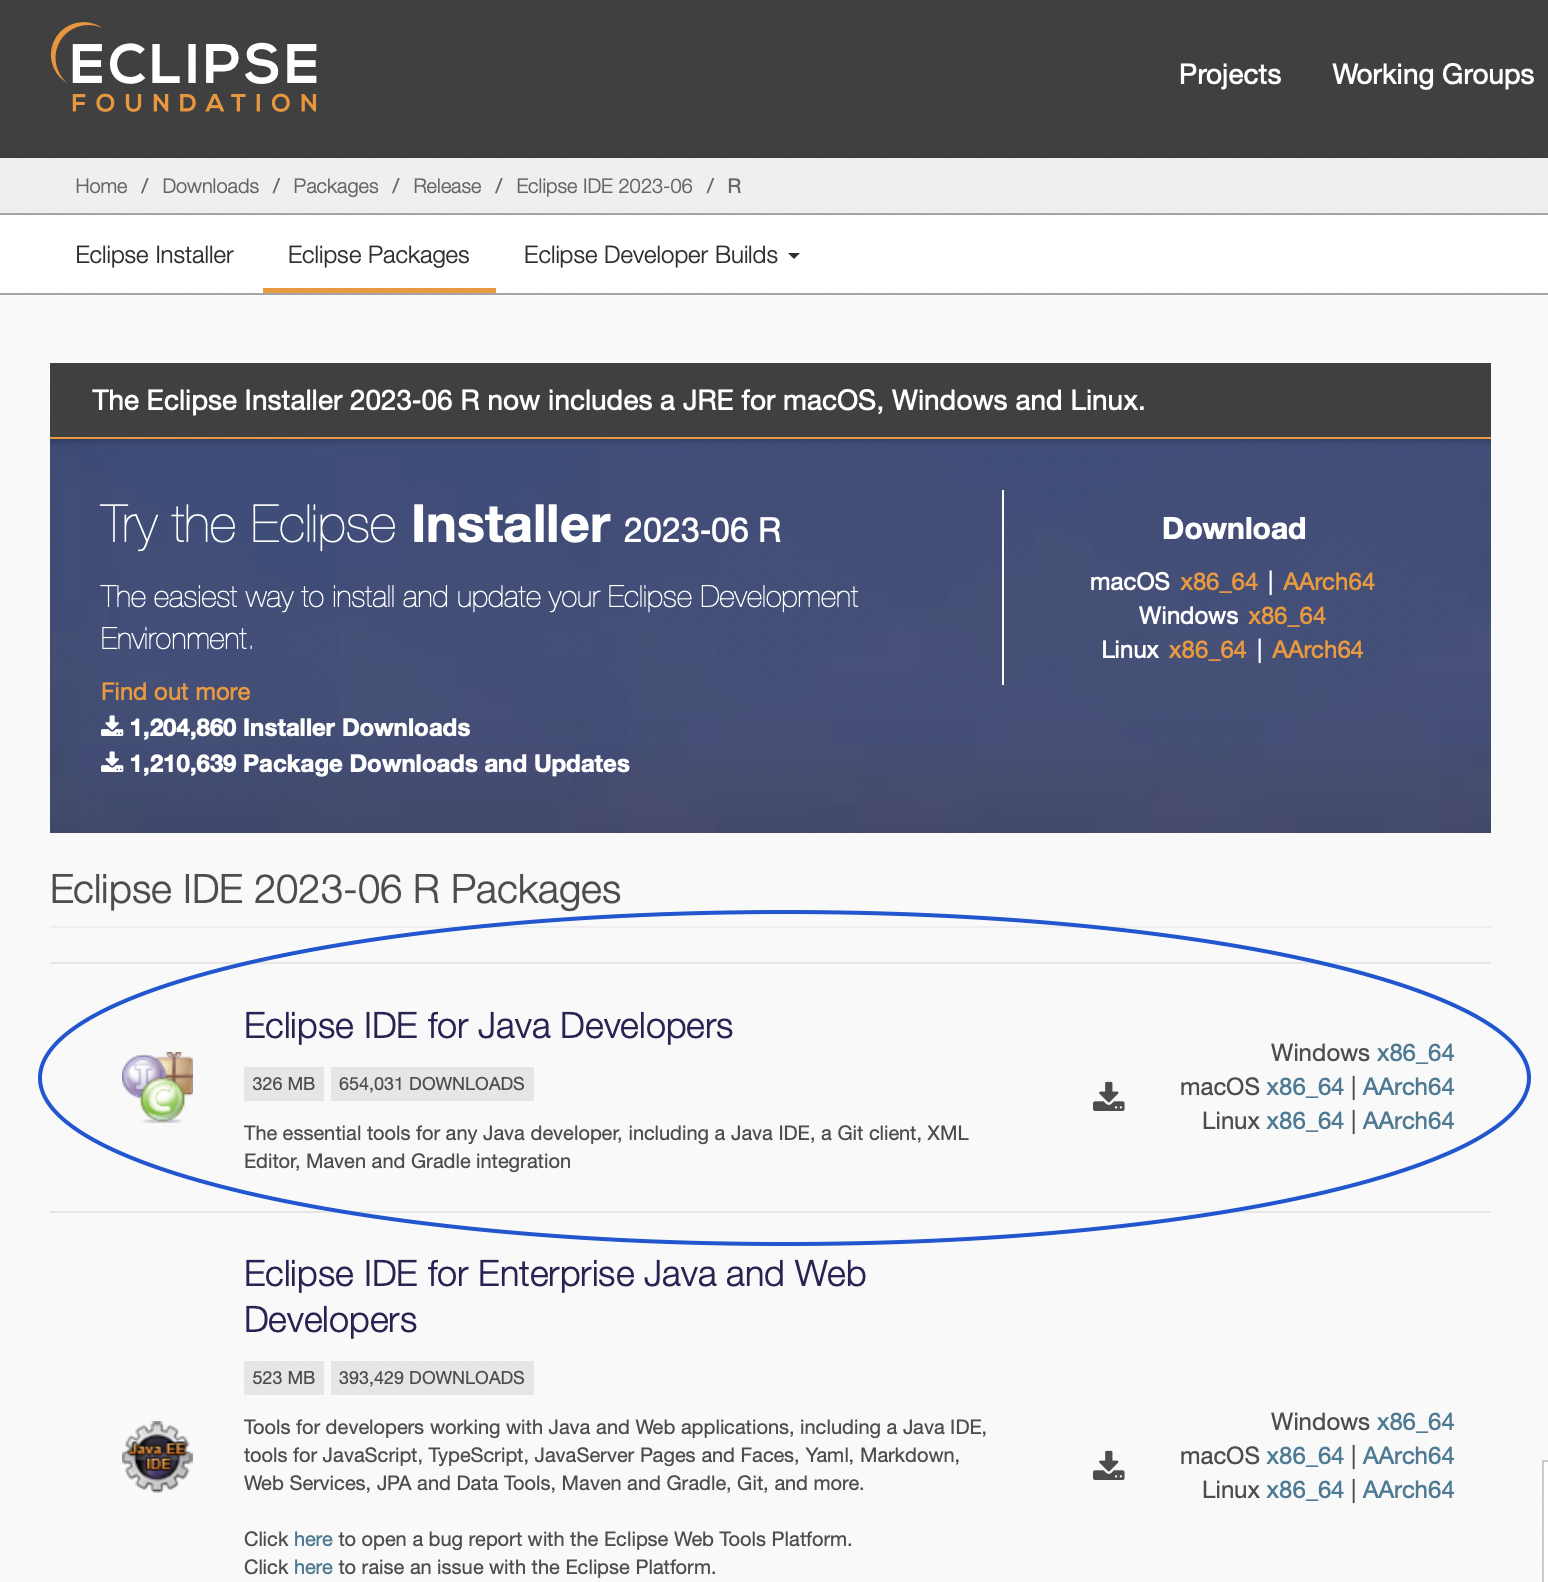 ECLIPSE
FOUNDATION
Projects Working Groups
Home / Downloads / Packages / Release / Eclipse IDE 2023-06 / R
Eclipse Installer Eclipse Packages Eclipse Developer Builds
The Eclipse Installer 2023-06 R now includes a JRE for macOS, Windows and Linux.
Try the Eclipse Installer 2023-06 R
The easiest way to install and update your Eclipse Development
Environment.
Find out more
1,204,860 Installer Downloads
1,210,639 Package Downloads and Updates
Download
macOS x86_64 | AArch64
Windows x86_64
Linux x86_64 | AArch64
Eclipse IDE 2023-06 R Packages
Eclipse IDE for Java Developers
326 MB 654,031 DOWNLOADS
The essential tools for any Java developer, including a Java IDE, a Git client, XML
Editor, Maven and Gradle integration
Windows x86_64
macOS x86_64 | AArch64
Linux x86_64 | AArch64
Eclipse IDE for Enterprise Java and Web
Developers
523 MB 393,429 DOWNLOADS
Java EE
IDE
Tools for developers working with Java and Web applications, including a Java IDE,
tools for JavaScript, TypeScript, JavaServer Pages and Faces, Yaml, Markdown,
Web Services, JPA and Data Tools, Maven and Gradle, Git, and more.
Click here to open a bug report with the Eclipse Web Tools Platform.
Click here to raise an issue with the Eclipse Platform.
Windows x86_64
macOS x86_64 | AArch64
Linux x86_64 | AArch64